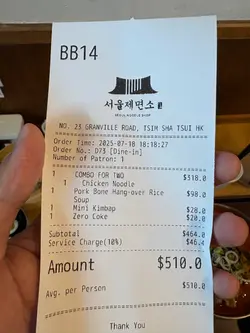 BB14
서울제면소
SEOUL NOODLE SHOP
NO. 23 GRANVILLE ROAD, TSIM SHA TSUI HK
Order Time: 2025-07-18 18:18:27
Order No.: D73 [Dine-in]
Number of Patron: 1
1 COMBO FOR TWO $318.0
1 Chicken Noodle
1 Pork Bone Hang-over Rice Soup $98.0
1 Mini Kimbap $28.0
1 Zero Coke $20.0
Subtotal $464.0
Service Charge(10%) $46.4
Amount $510.0
Avg. per Person $510.0
Thank You